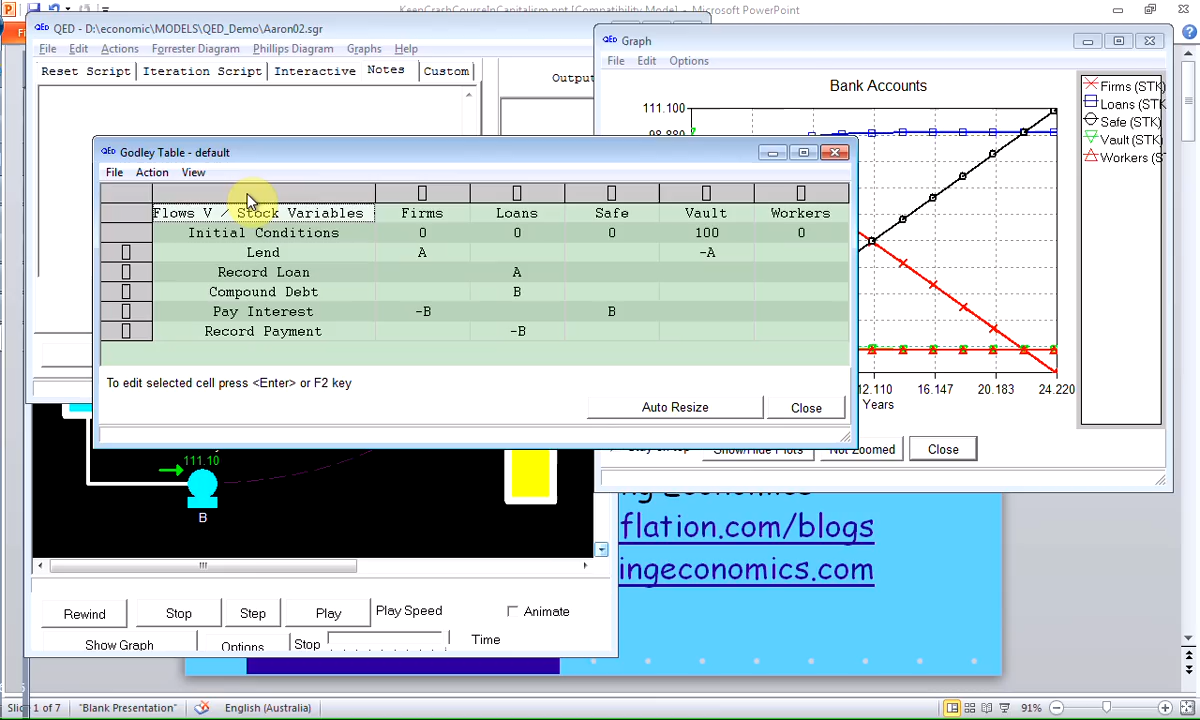 KeenCrashCourseInCapitalism.ppt [Compatibility Mode] - Microsoft PowerPoint
QED - D:\economic\MODELS\QED_Demo\Aaron02.sgr
File Edit Actions Forrester Diagram Phillips Diagram Graphs Help
Reset Script Iteration Script Interactive Notes Custom
Graph
File Edit Options
Bank Accounts
111.100
98.880
Firms (STK)
Loans (STK)
Safe (STK)
Vault (STK)
Workers (S
12.110 16.147 20.183 24.220
Years
Godley Table - default
File Action View
Flows V / Stock Variables Firms Loans Safe Vault Workers
Initial Conditions 0 0 0 100 0
Lend A -A
Record Loan A
Compound Debt B
Pay Interest -B B
Record Payment -B
To edit selected cell press <Enter> or F2 key
Auto Resize Close
Show/Hide Plots Not Zoomed Close
111.10
B
flation.com/blogs
ingeconomics.com
Rewind Stop Step Play Play Speed Animate
Show Graph Options Stop Time
1 of 7 "Blank Presentation" English (Australia) 91%